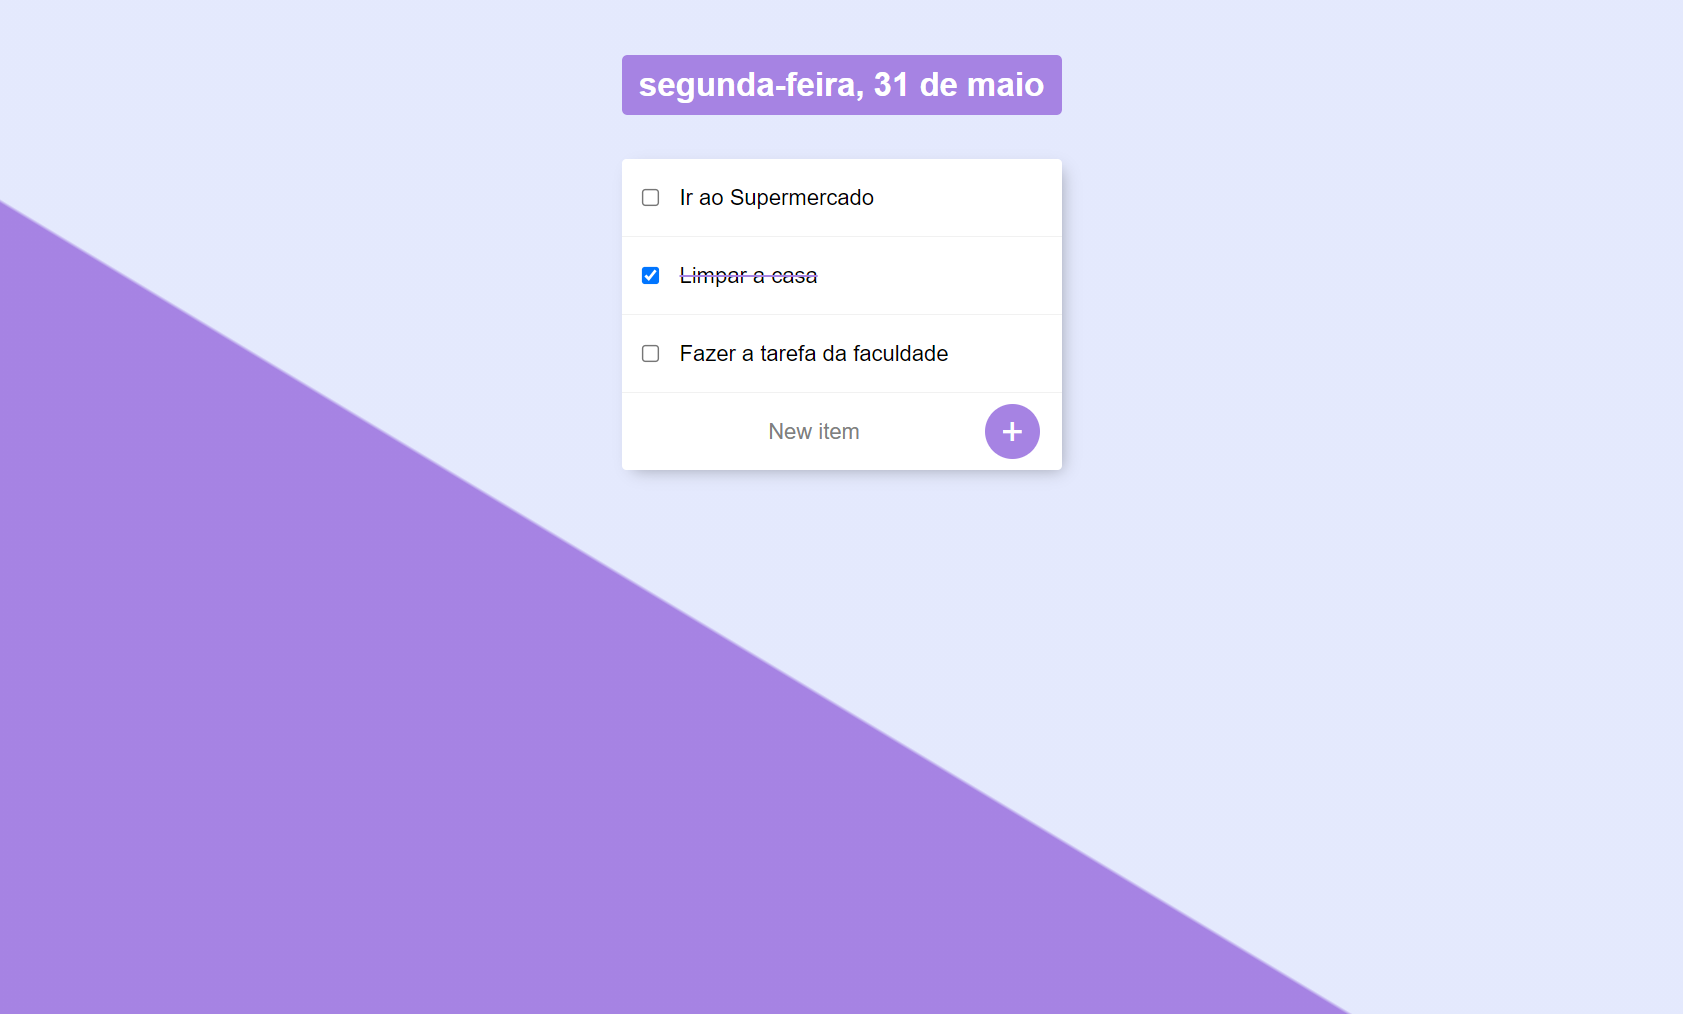 segunda-feira, 31 de maio
Ir ao Supermercado
Limpar a casa
Fazer a tarefa da faculdade
New item
+